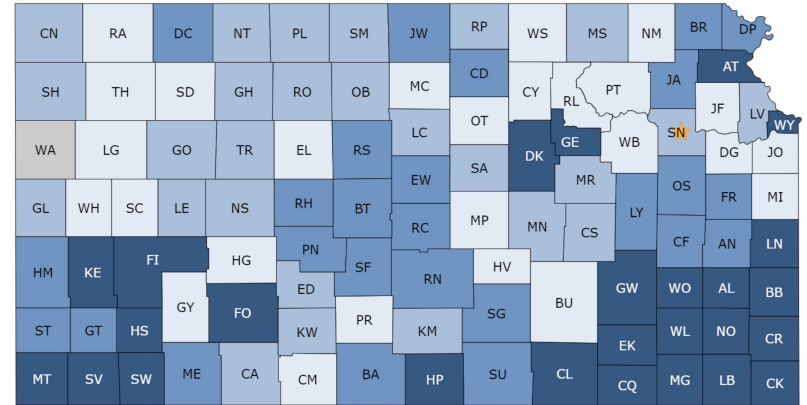 CN RA DC NT PL SM JW RP WS MS NM BR DP
SH TH SD GH RO OB MC CD CY RL PT JA AT
WA LG GO TR EL RS LC OT DK GE WB SN JF LV WY
GL WH SC LE NS RH BT EW SA MR DG JO
HM KE FI HG PN SF RC MP MN CS LY OS FR MI
ST GT HS GY FO ED RN HV BU GW CF AN LN
KW PR KM SG EK WO AL BB
MT SV SW ME CA CM BA HP SU CL CQ WL NO CR
MG LB CK